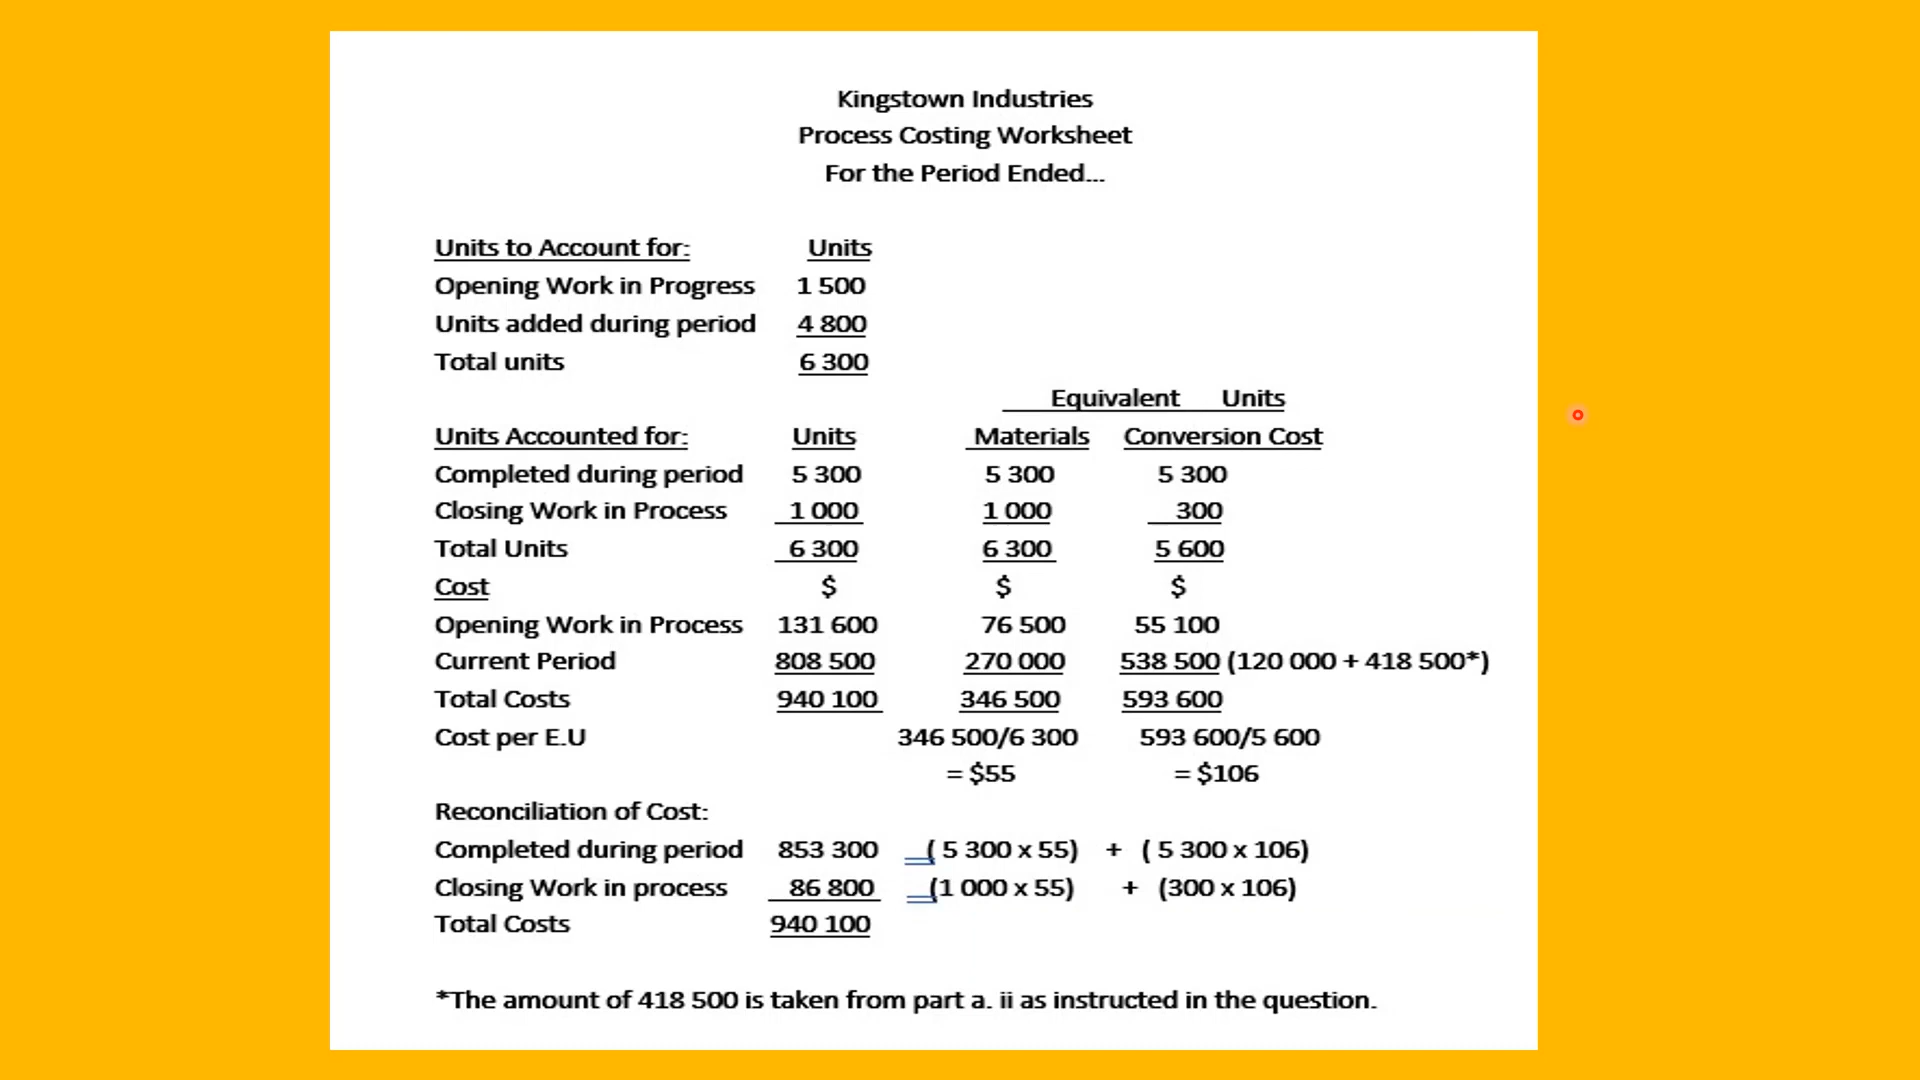 Kingstown Industries
Process Costing Worksheet
For the Period Ended...
Units to Account for: Units
Opening Work in Progress 1 500
Units added during period 4 800
Total units 6 300
Equivalent Units
Units Accounted for: Units Materials Conversion Cost
Completed during period 5 300 5 300 5 300
Closing Work in Process 1 000 1 000 300
Total Units 6 300 6 300 5 600
Cost $ $ $
Opening Work in Process 131 600 76 500 55 100
Current Period 808 500 270 000 538 500 (120 000 + 418 500*)
Total Costs 940 100 346 500 593 600
Cost per E.U 346 500/6 300 593 600/5 600
= $55 = $106
Reconciliation of Cost:
Completed during period 853 300 ( 5 300 x 55) + ( 5 300 x 106)
Closing Work in process 86 800 (1 000 x 55) + (300 x 106)
Total Costs 940 100
*The amount of 418 500 is taken from part a. ii as instructed in the question.